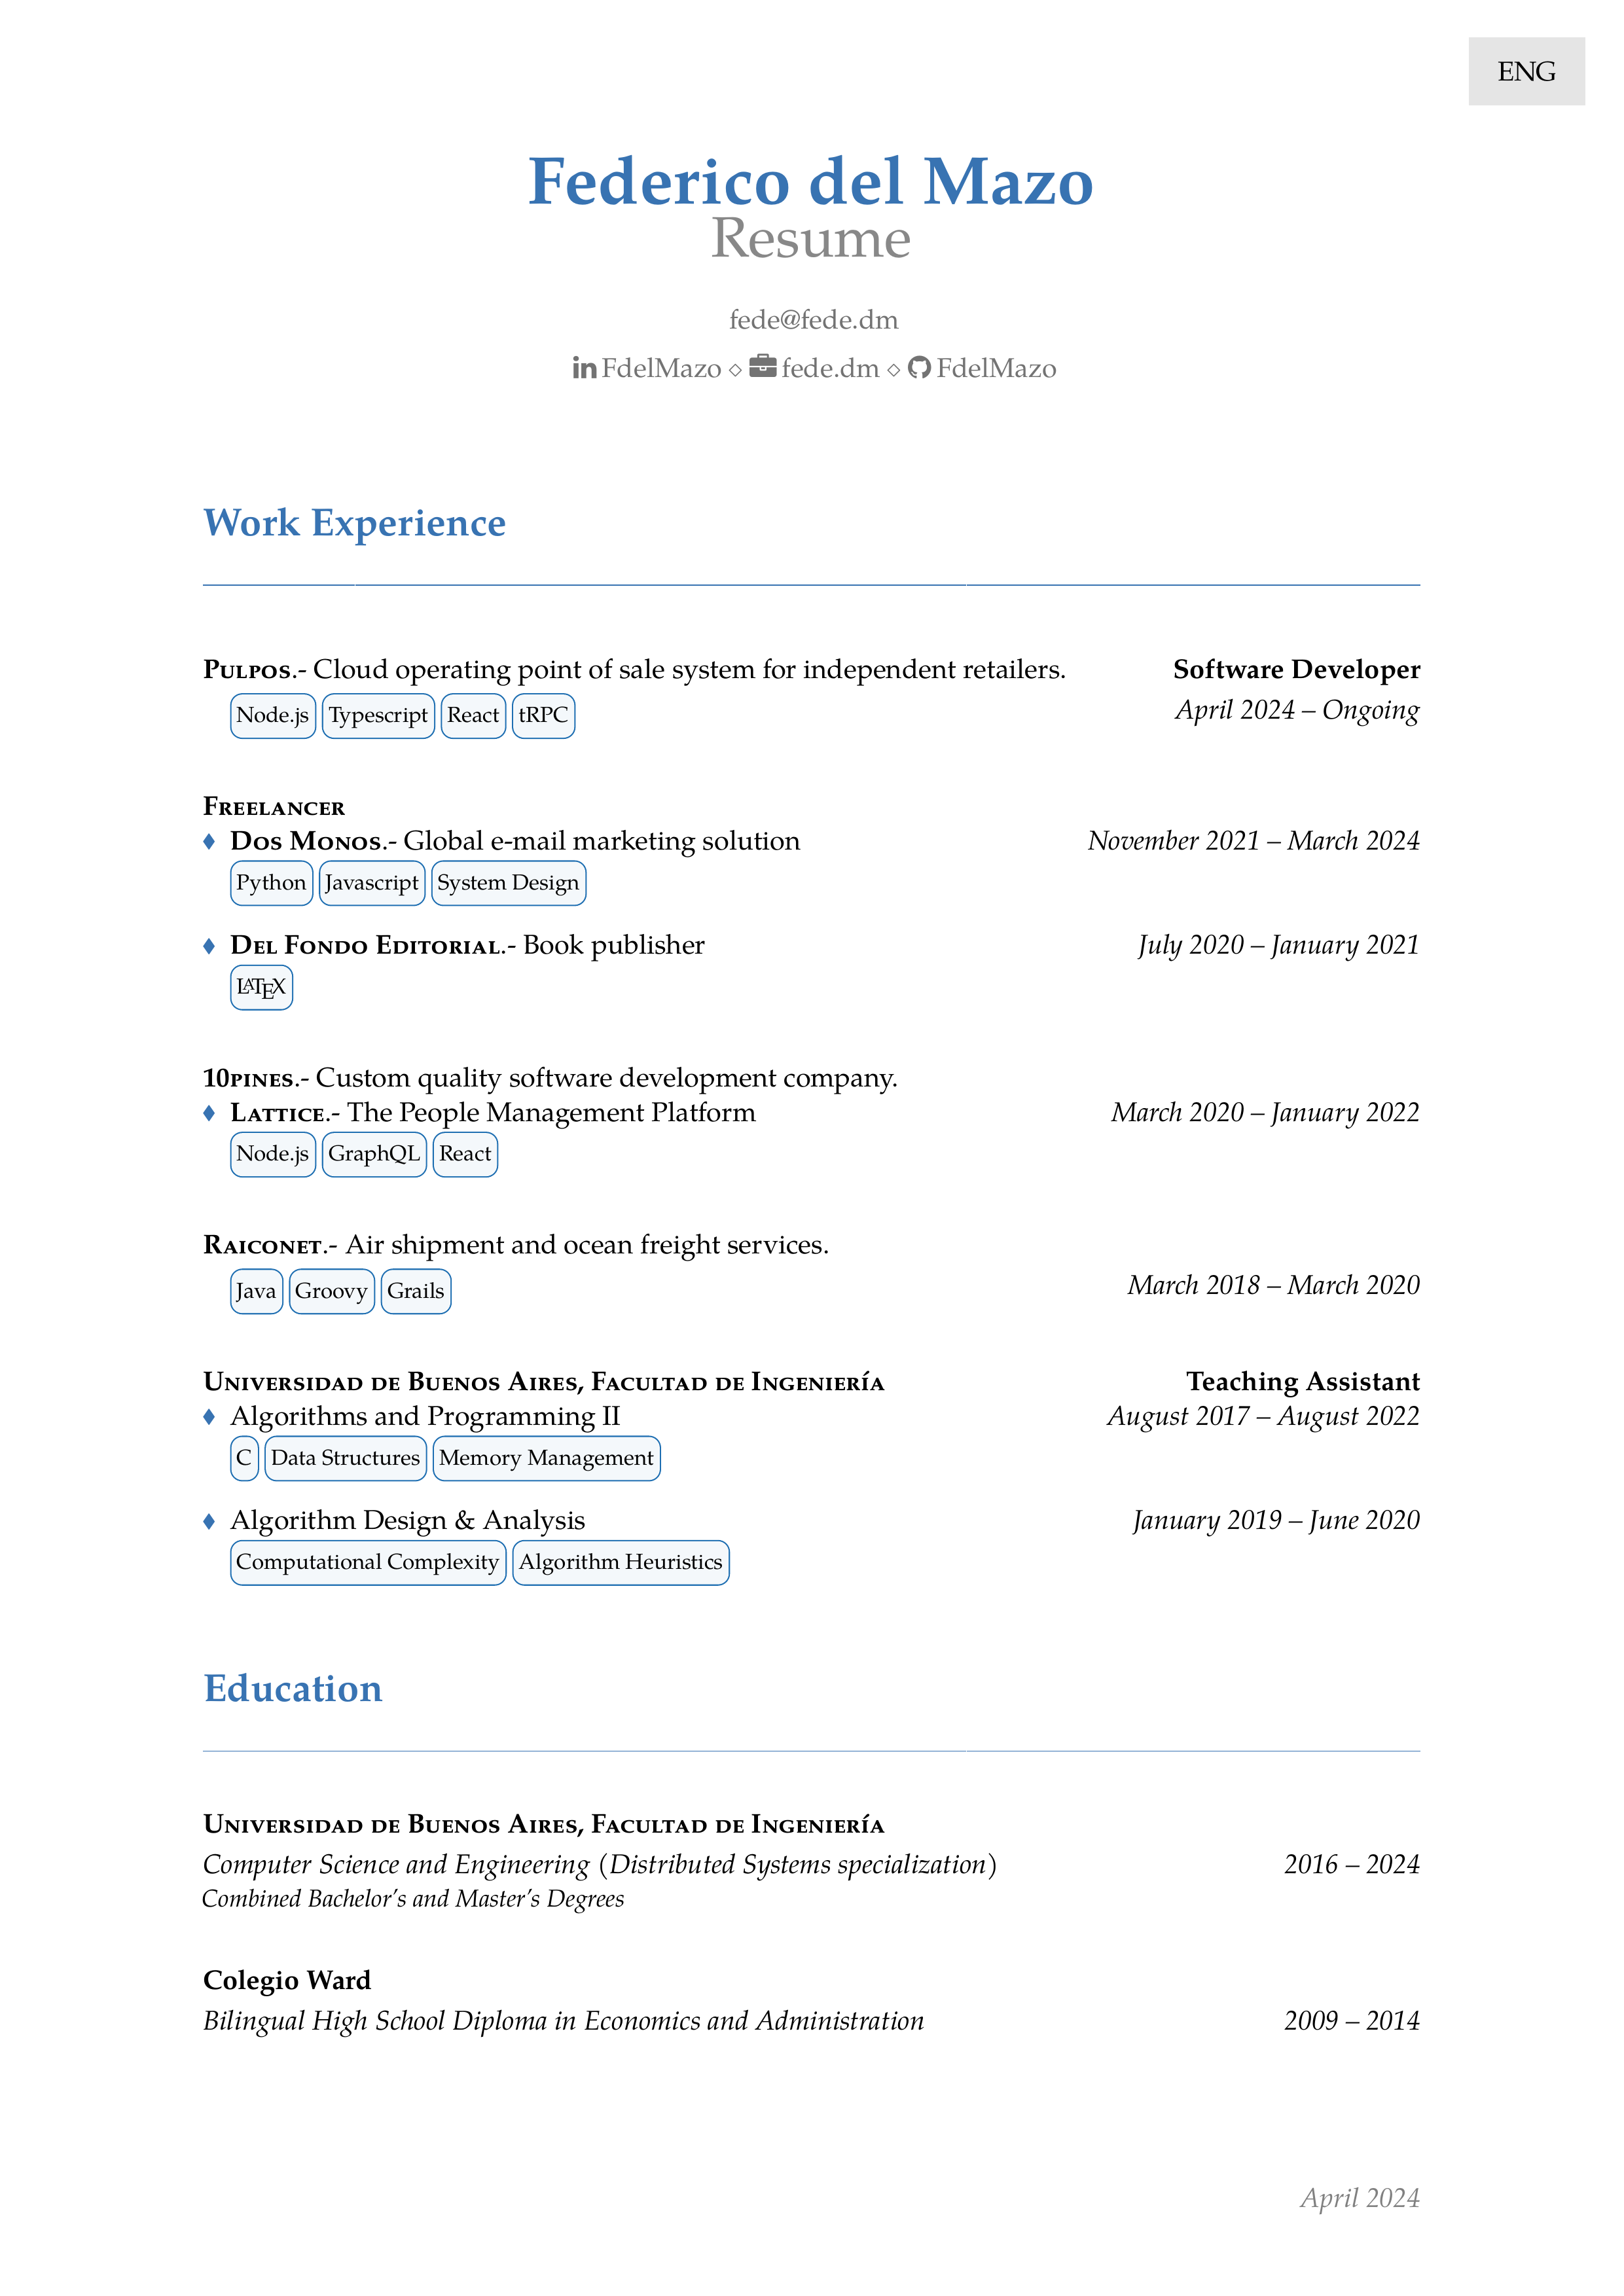 ENG
Federico del Mazo
Resume
fede@fede.dm
FdelMazo ⋄ fede.dm ⋄ FdelMazo
Work Experience
Pulpos.- Cloud operating point of sale system for independent retailers. Software Developer
Node.js Typescript React tRPC April 2024 – Ongoing
Freelancer
♦ Dos Monos.- Global e-mail marketing solution November 2021 – March 2024
Python Javascript System Design
♦ Del Fondo Editorial.- Book publisher July 2020 – January 2021
LATEX
10pines.- Custom quality software development company.
♦ Lattice.- The People Management Platform March 2020 – January 2022
Node.js GraphQL React
Raiconet.- Air shipment and ocean freight services.
Java Groovy Grails March 2018 – March 2020
Universidad de Buenos Aires, Facultad de Ingeniería Teaching Assistant
♦ Algorithms and Programming II August 2017 – August 2022
C Data Structures Memory Management
♦ Algorithm Design & Analysis January 2019 – June 2020
Computational Complexity Algorithm Heuristics
Education
Universidad de Buenos Aires, Facultad de Ingeniería
Computer Science and Engineering (Distributed Systems specialization) 2016 – 2024
Combined Bachelor's and Master's Degrees
Colegio Ward
Bilingual High School Diploma in Economics and Administration 2009 – 2014
April 2024